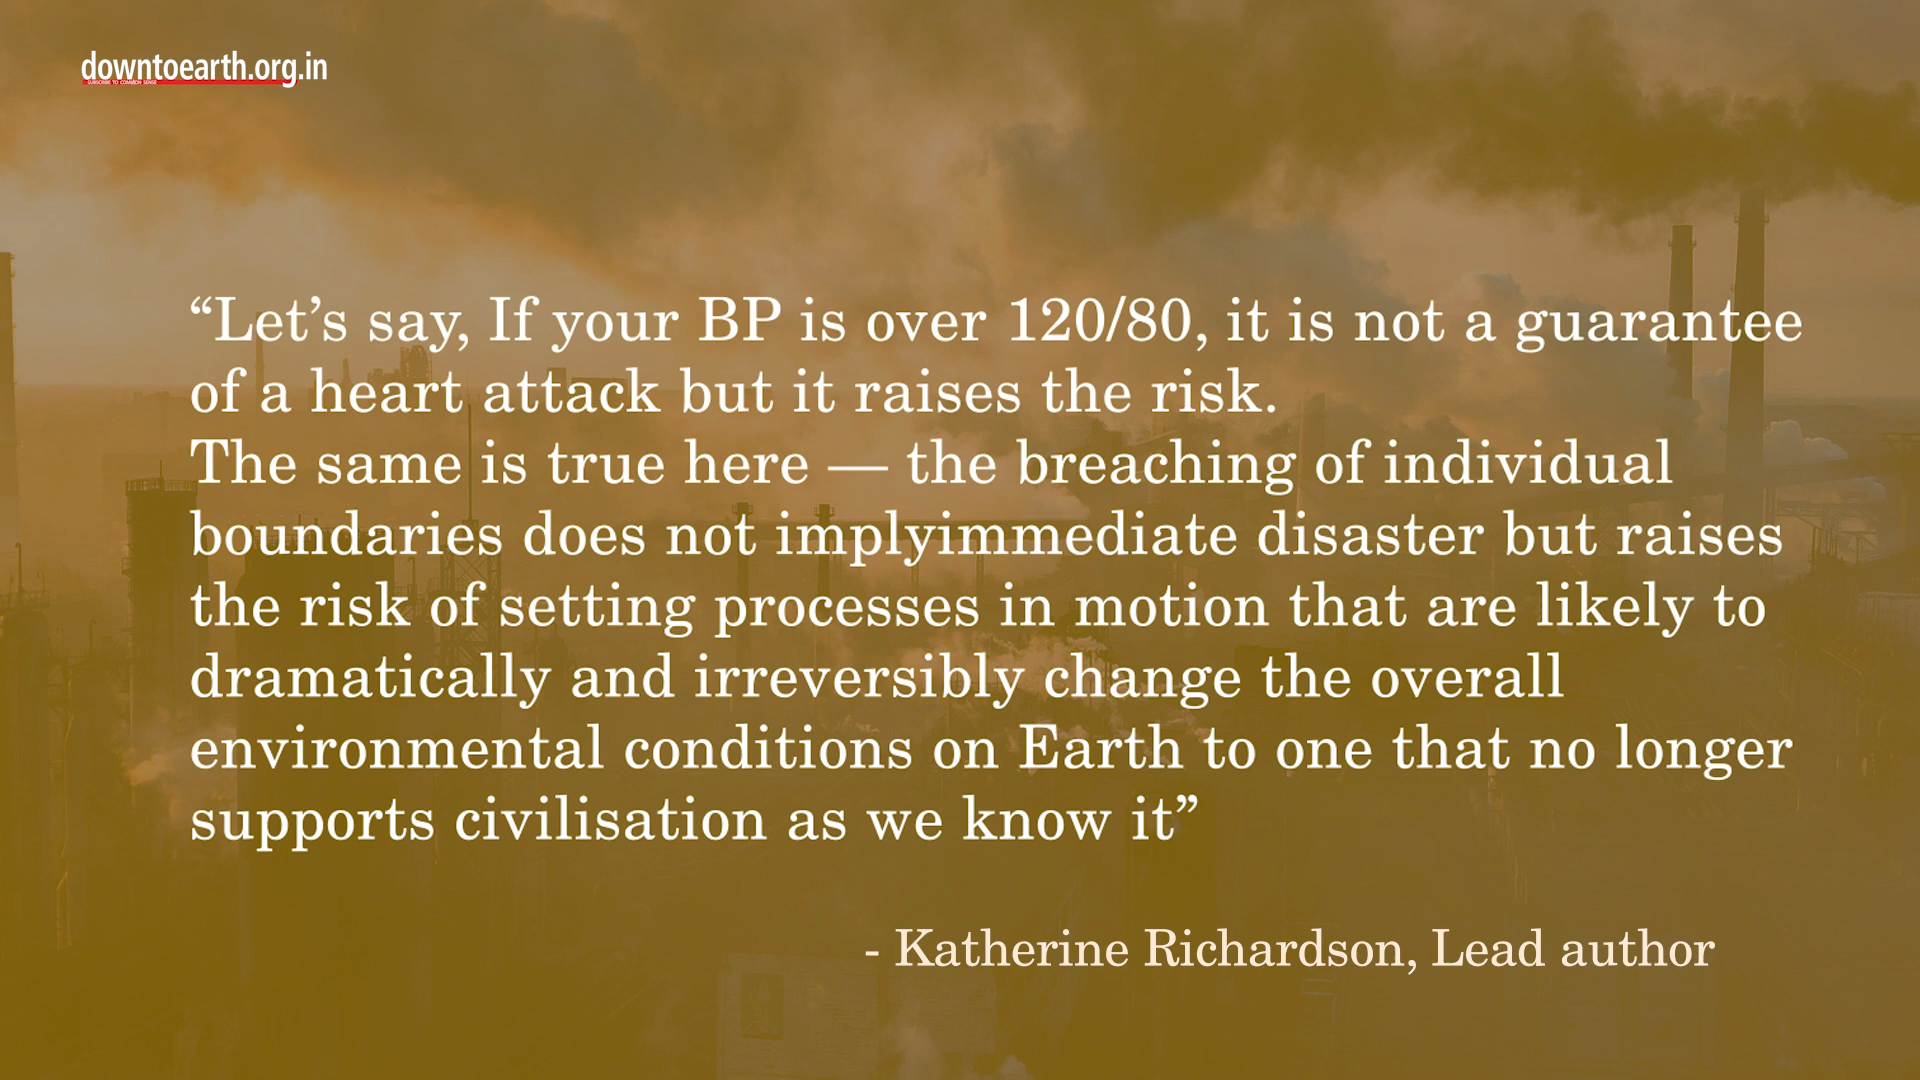 downtoearth.org.in
SUBSCRIBE TO COMMON SENSE
“Let’s say, If your BP is over 120/80, it is not a guarantee
of a heart attack but it raises the risk.
The same is true here — the breaching of individual
boundaries does not implyimmediate disaster but raises
the risk of setting processes in motion that are likely to
dramatically and irreversibly change the overall
environmental conditions on Earth to one that no longer
supports civilisation as we know it”
- Katherine Richardson, Lead author